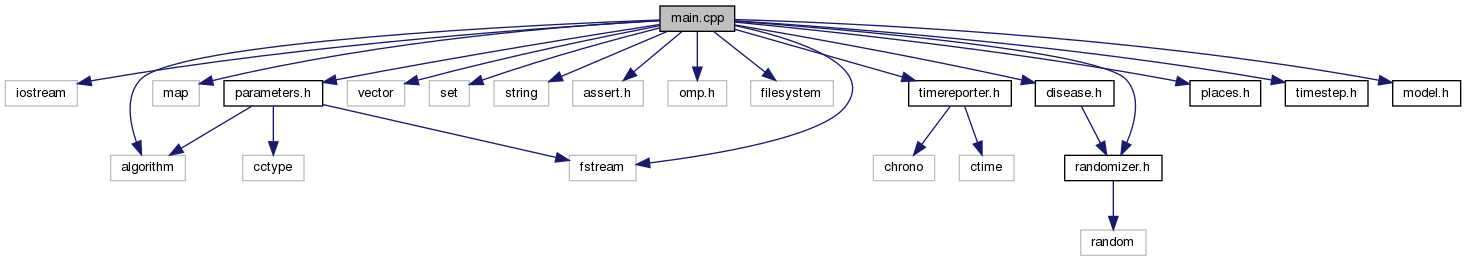 main.cpp
iostream
map
parameters.h
vector
set
string
assert.h
omp.h
filesystem
timereporter.h
disease.h
places.h
timestep.h
model.h
algorithm
cctype
fstream
chrono
ctime
randomizer.h
random